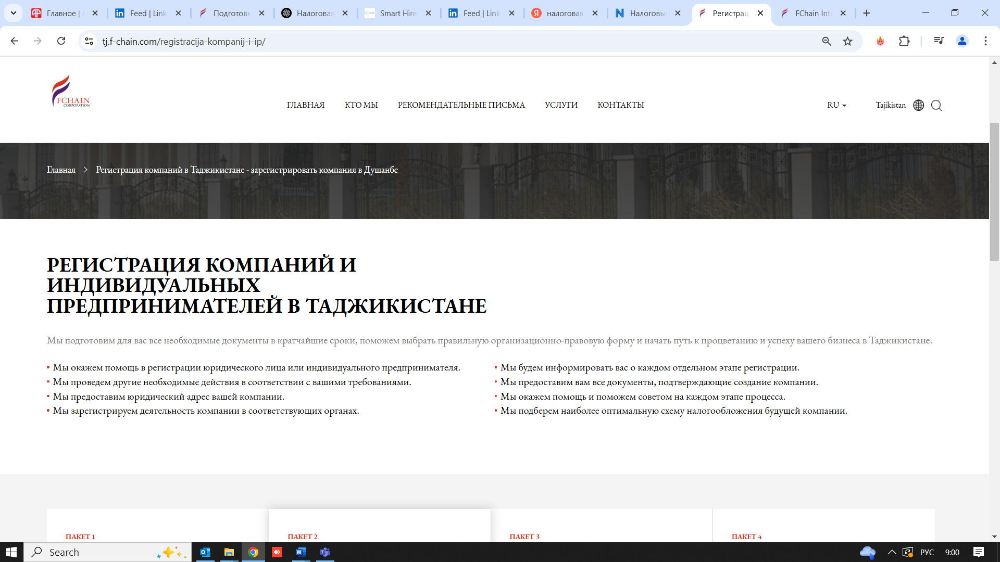 Главное |
Feed | Link
Подготовк
Налоговая
Smart Hire
Feed | Link
налоговая
Налоговы
Регистрац
FChain Int
tj.f-chain.com/registracija-kompanij-i-ip/
FCHAIN
CORPORATION
ГЛАВНАЯ
КТО МЫ
РЕКОМЕНДАТЕЛЬНЫЕ ПИСЬМА
УСЛУГИ
КОНТАКТЫ
RU
Tajikistan
Главная
Регистрация компаний в Таджикистане - зарегистрировать компания в Душанбе
РЕГИСТРАЦИЯ КОМПАНИЙ И
ИНДИВИДУАЛЬНЫХ
ПРЕДПРИНИМАТЕЛЕЙ В ТАДЖИКИСТАНЕ
Мы подготовим для вас все необходимые документы в кратчайшие сроки, поможем выбрать правильную организационно-правовую форму и начать путь к процветанию и успеху вашего бизнеса в Таджикистане.
Мы окажем помощь в регистрации юридического лица или индивидуального предпринимателя.
Мы проведем другие необходимые действия в соответствии с вашими требованиями.
Мы предоставим юридический адрес вашей компании.
Мы зарегистрируем деятельность компании в соответствующих органах.
Мы будем информировать вас о каждом отдельном этапе регистрации.
Мы предоставим вам все документы, подтверждающие создание компании.
Мы окажем помощь и поможем советом на каждом этапе процесса.
Мы подберем наиболее оптимальную схему налогообложения будущей компании.
ПАКЕТ 1
ПАКЕТ 2
ПАКЕТ 3
ПАКЕТ 4
Search
РУС
9:00